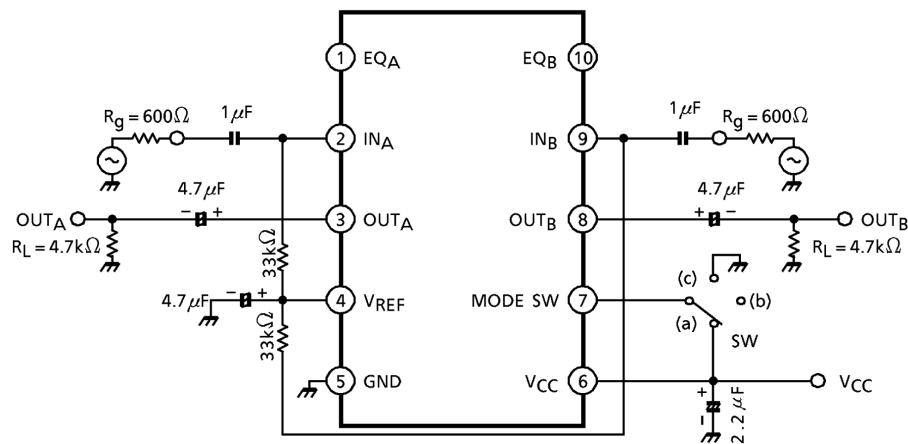 1 EQA
EQB 10
Rg = 600Ω
1μF
2 INA
INB 9
1μF
Rg = 600Ω
4.7μF
− +
OUTA
3 OUTA
OUTB 8
4.7μF
+ −
OUTB
RL = 4.7kΩ
RL = 4.7kΩ
33kΩ
4.7μF
− +
4 VREF
MODE SW 7
(c)
(b)
(a)
SW
33kΩ
5 GND
VCC 6
VCC
+
−
2.2μF